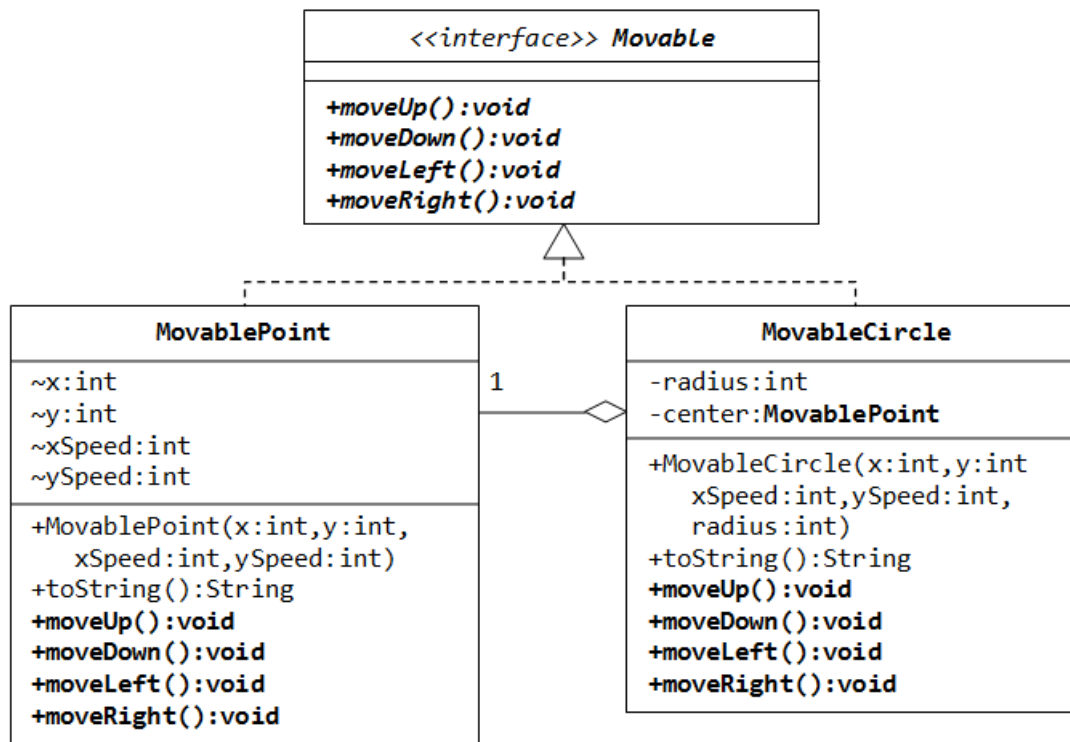 <<interface>> Movable
+moveUp():void
+moveDown():void
+moveLeft():void
+moveRight():void
MovablePoint
~x:int
~y:int
~xSpeed:int
~ySpeed:int
+MovablePoint(x:int,y:int,
xSpeed:int,ySpeed:int)
+toString():String
+moveUp():void
+moveDown():void
+moveLeft():void
+moveRight():void
1
MovableCircle
-radius:int
-center:MovablePoint
+MovableCircle(x:int,y:int
xSpeed:int,ySpeed:int,
radius:int)
+toString():String
+moveUp():void
+moveDown():void
+moveLeft():void
+moveRight():void